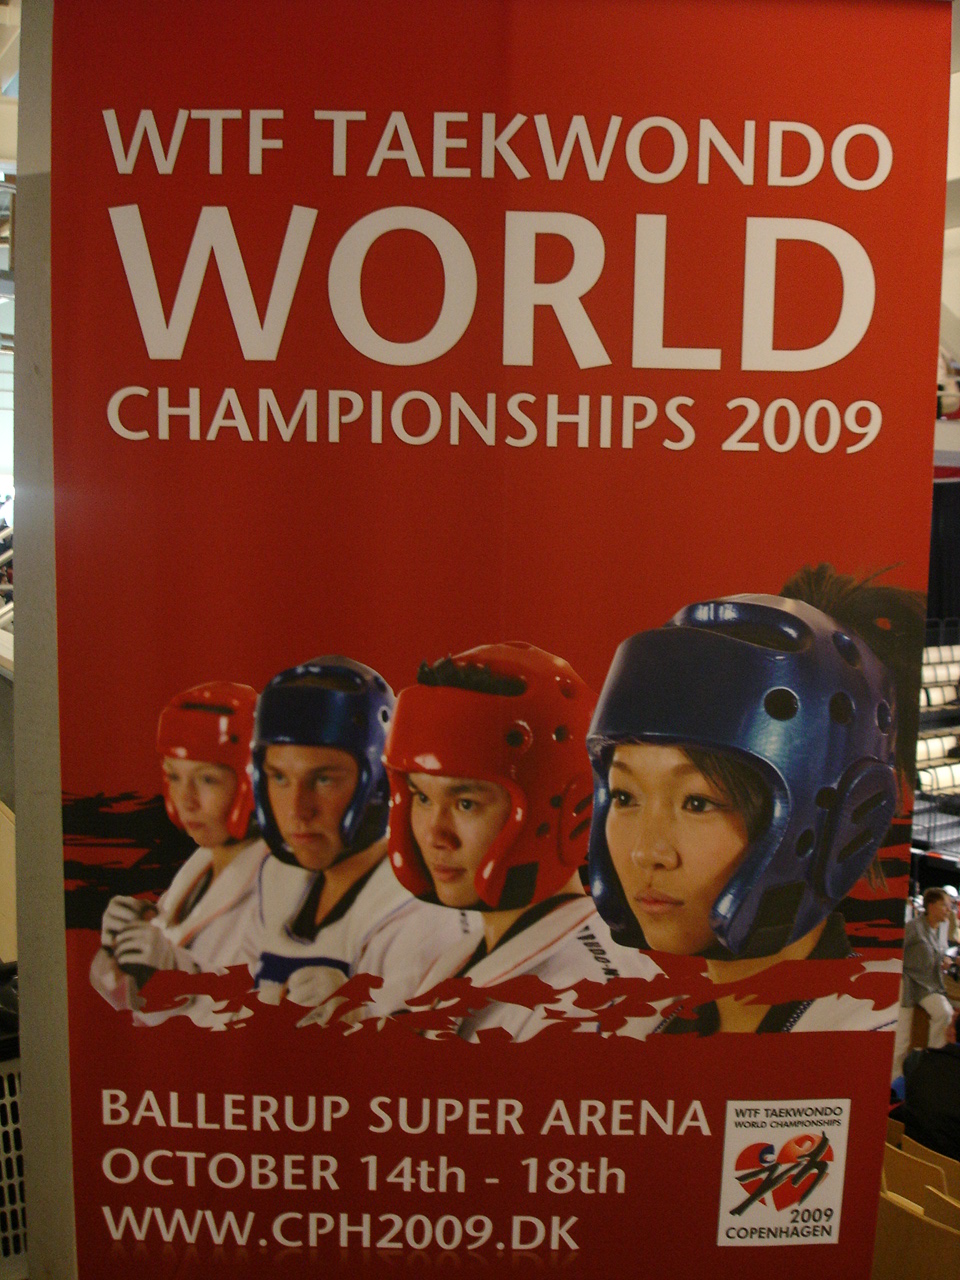 WTF TAEKWONDO
WORLD
CHAMPIONSHIPS 2009
BALLERUP SUPER ARENA
OCTOBER 14th - 18th
WWW.CPH2009.DK
WTF TAEKWONDO
WORLD CHAMPIONSHIPS
2009
COPENHAGEN